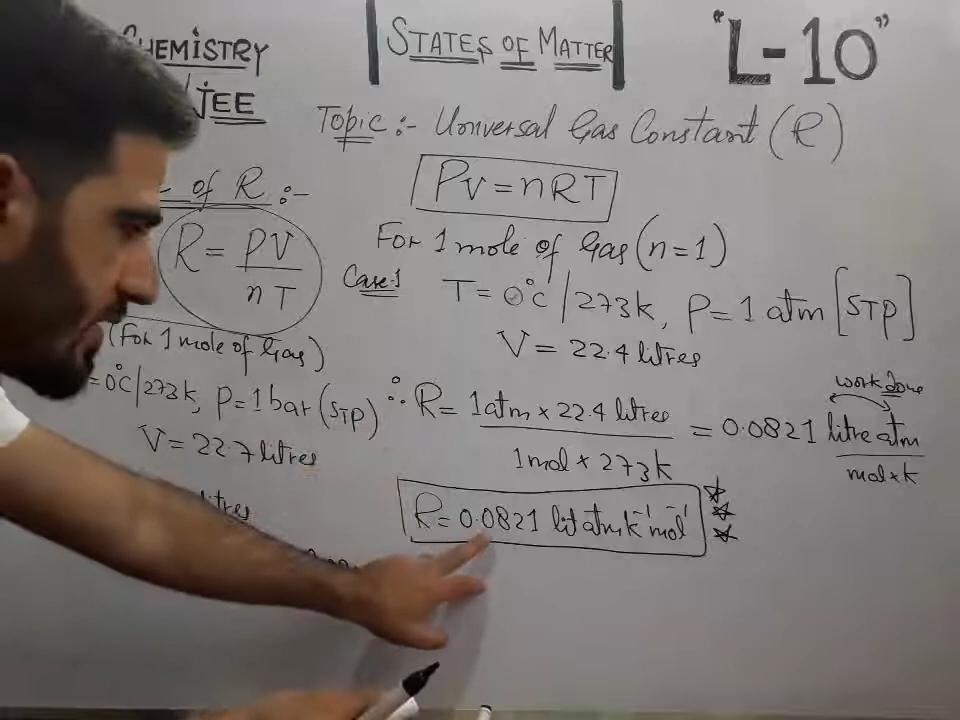 CHEMISTRY
JEE
STATES OF MATTER
"L-10"
Topic:- Universal Gas Constant (R)
PV = nRT
of R :-
R = PV / nT
(For 1 mole of Gas)
For 1 mole of Gas (n=1)
Case-1
T = 0°C / 273k, P = 1 atm [STP]
V = 22.4 litres
= 0°C / 273k, P = 1 bar (STP)
V = 22.7 litres
∴ R = 1atm × 22.4 litres / 1mol × 273k = 0.0821 litre atm / mol × k
work done
R = 0.0821 lit atm k⁻¹ mol⁻¹